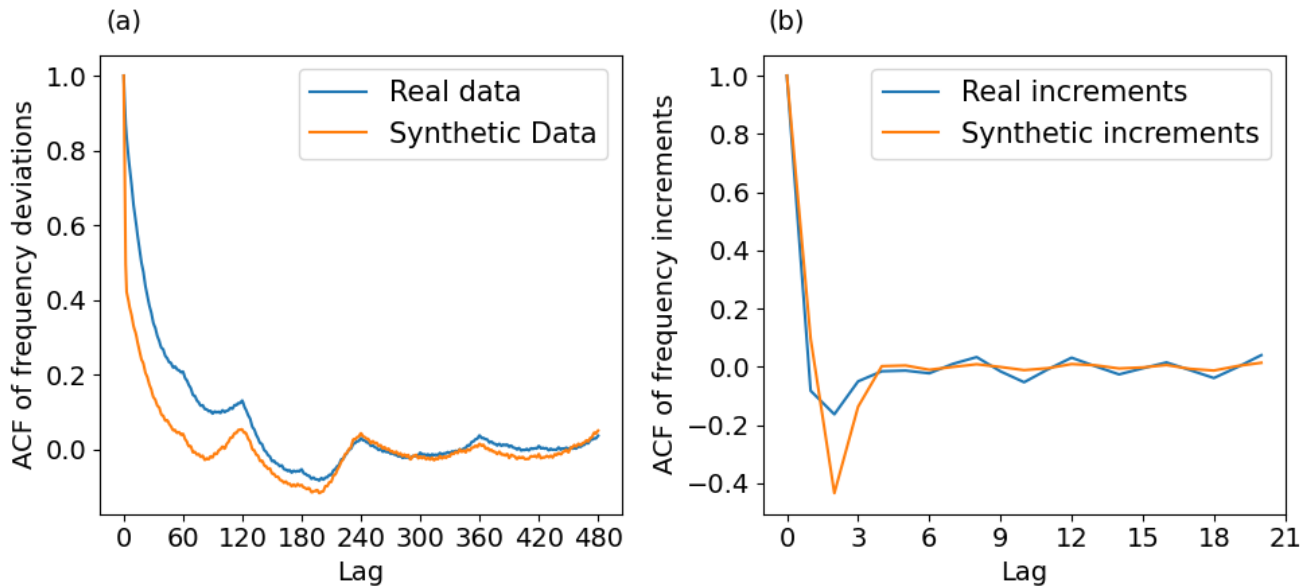 (a)
ACF of frequency deviations
1.0
0.8
0.6
0.4
0.2
0.0
Real data
Synthetic Data
0 60 120 180 240 300 360 420 480
Lag
(b)
ACF of frequency increments
1.0
0.8
0.6
0.4
0.2
0.0
−0.2
−0.4
Real increments
Synthetic increments
0 3 6 9 12 15 18 21
Lag